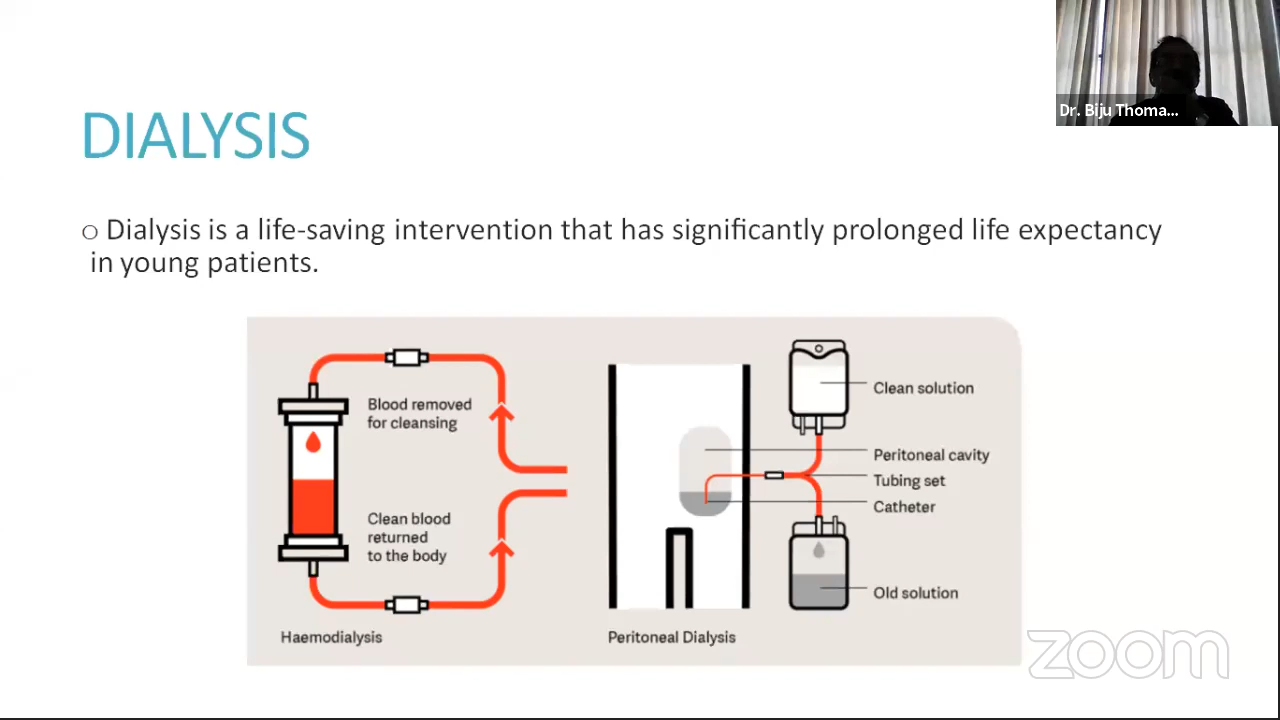 Dr. Biju Thoma...
DIALYSIS
○ Dialysis is a life-saving intervention that has significantly prolonged life expectancy
in young patients.
Blood removed
for cleansing
Clean blood
returned
to the body
Haemodialysis
Clean solution
Peritoneal cavity
Tubing set
Catheter
Old solution
Peritoneal Dialysis
zoom